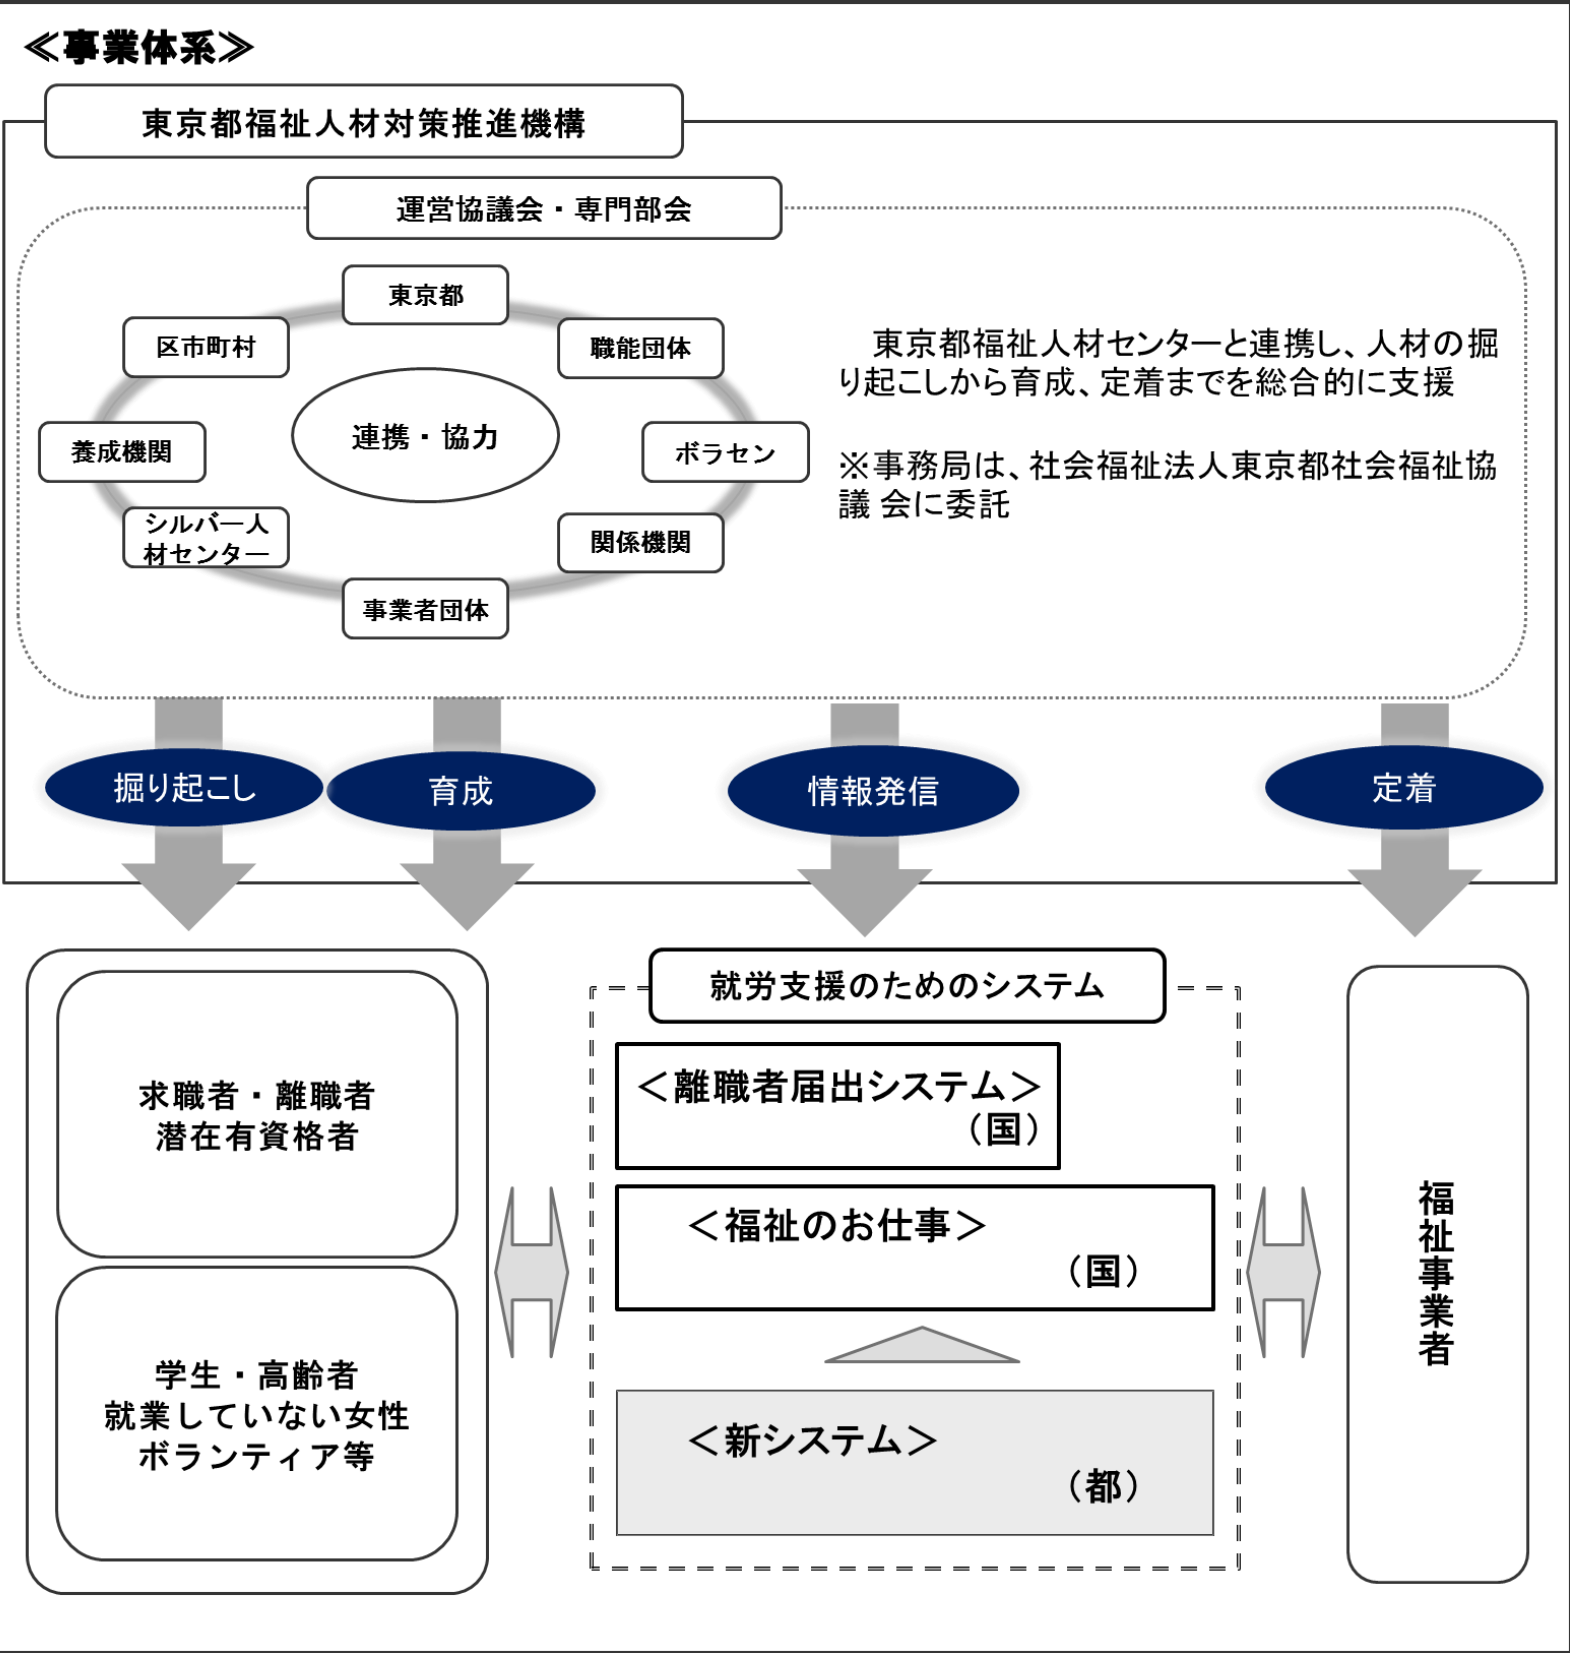 ≪事業体系≫
東京都福祉人材対策推進機構
運営協議会・専門部会
東京都
区市町村
職能団体
連携・協力
養成機関
ボラセン
シルバー人
材センター
関係機関
事業者団体
東京都福祉人材センターと連携し、人材の掘
り起こしから育成、定着までを総合的に支援
※事務局は、社会福祉法人東京都社会福祉協
議 会に委託
掘り起こし
育成
情報発信
定着
求職者・離職者
潜在有資格者
学生・高齢者
就業していない女性
ボランティア等
就労支援のためのシステム
＜離職者届出システム＞
（国）
＜福祉のお仕事＞
（国）
＜新システム＞
（都）
福祉事業者